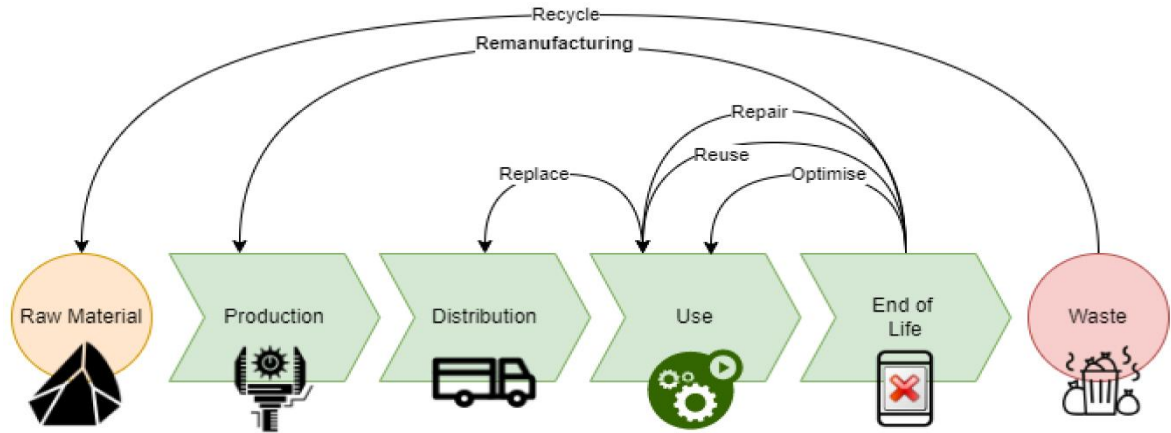 Recycle
Remanufacturing
Repair
Reuse
Replace
Optimise
Raw Material
Production
Distribution
Use
End of
Life
Waste